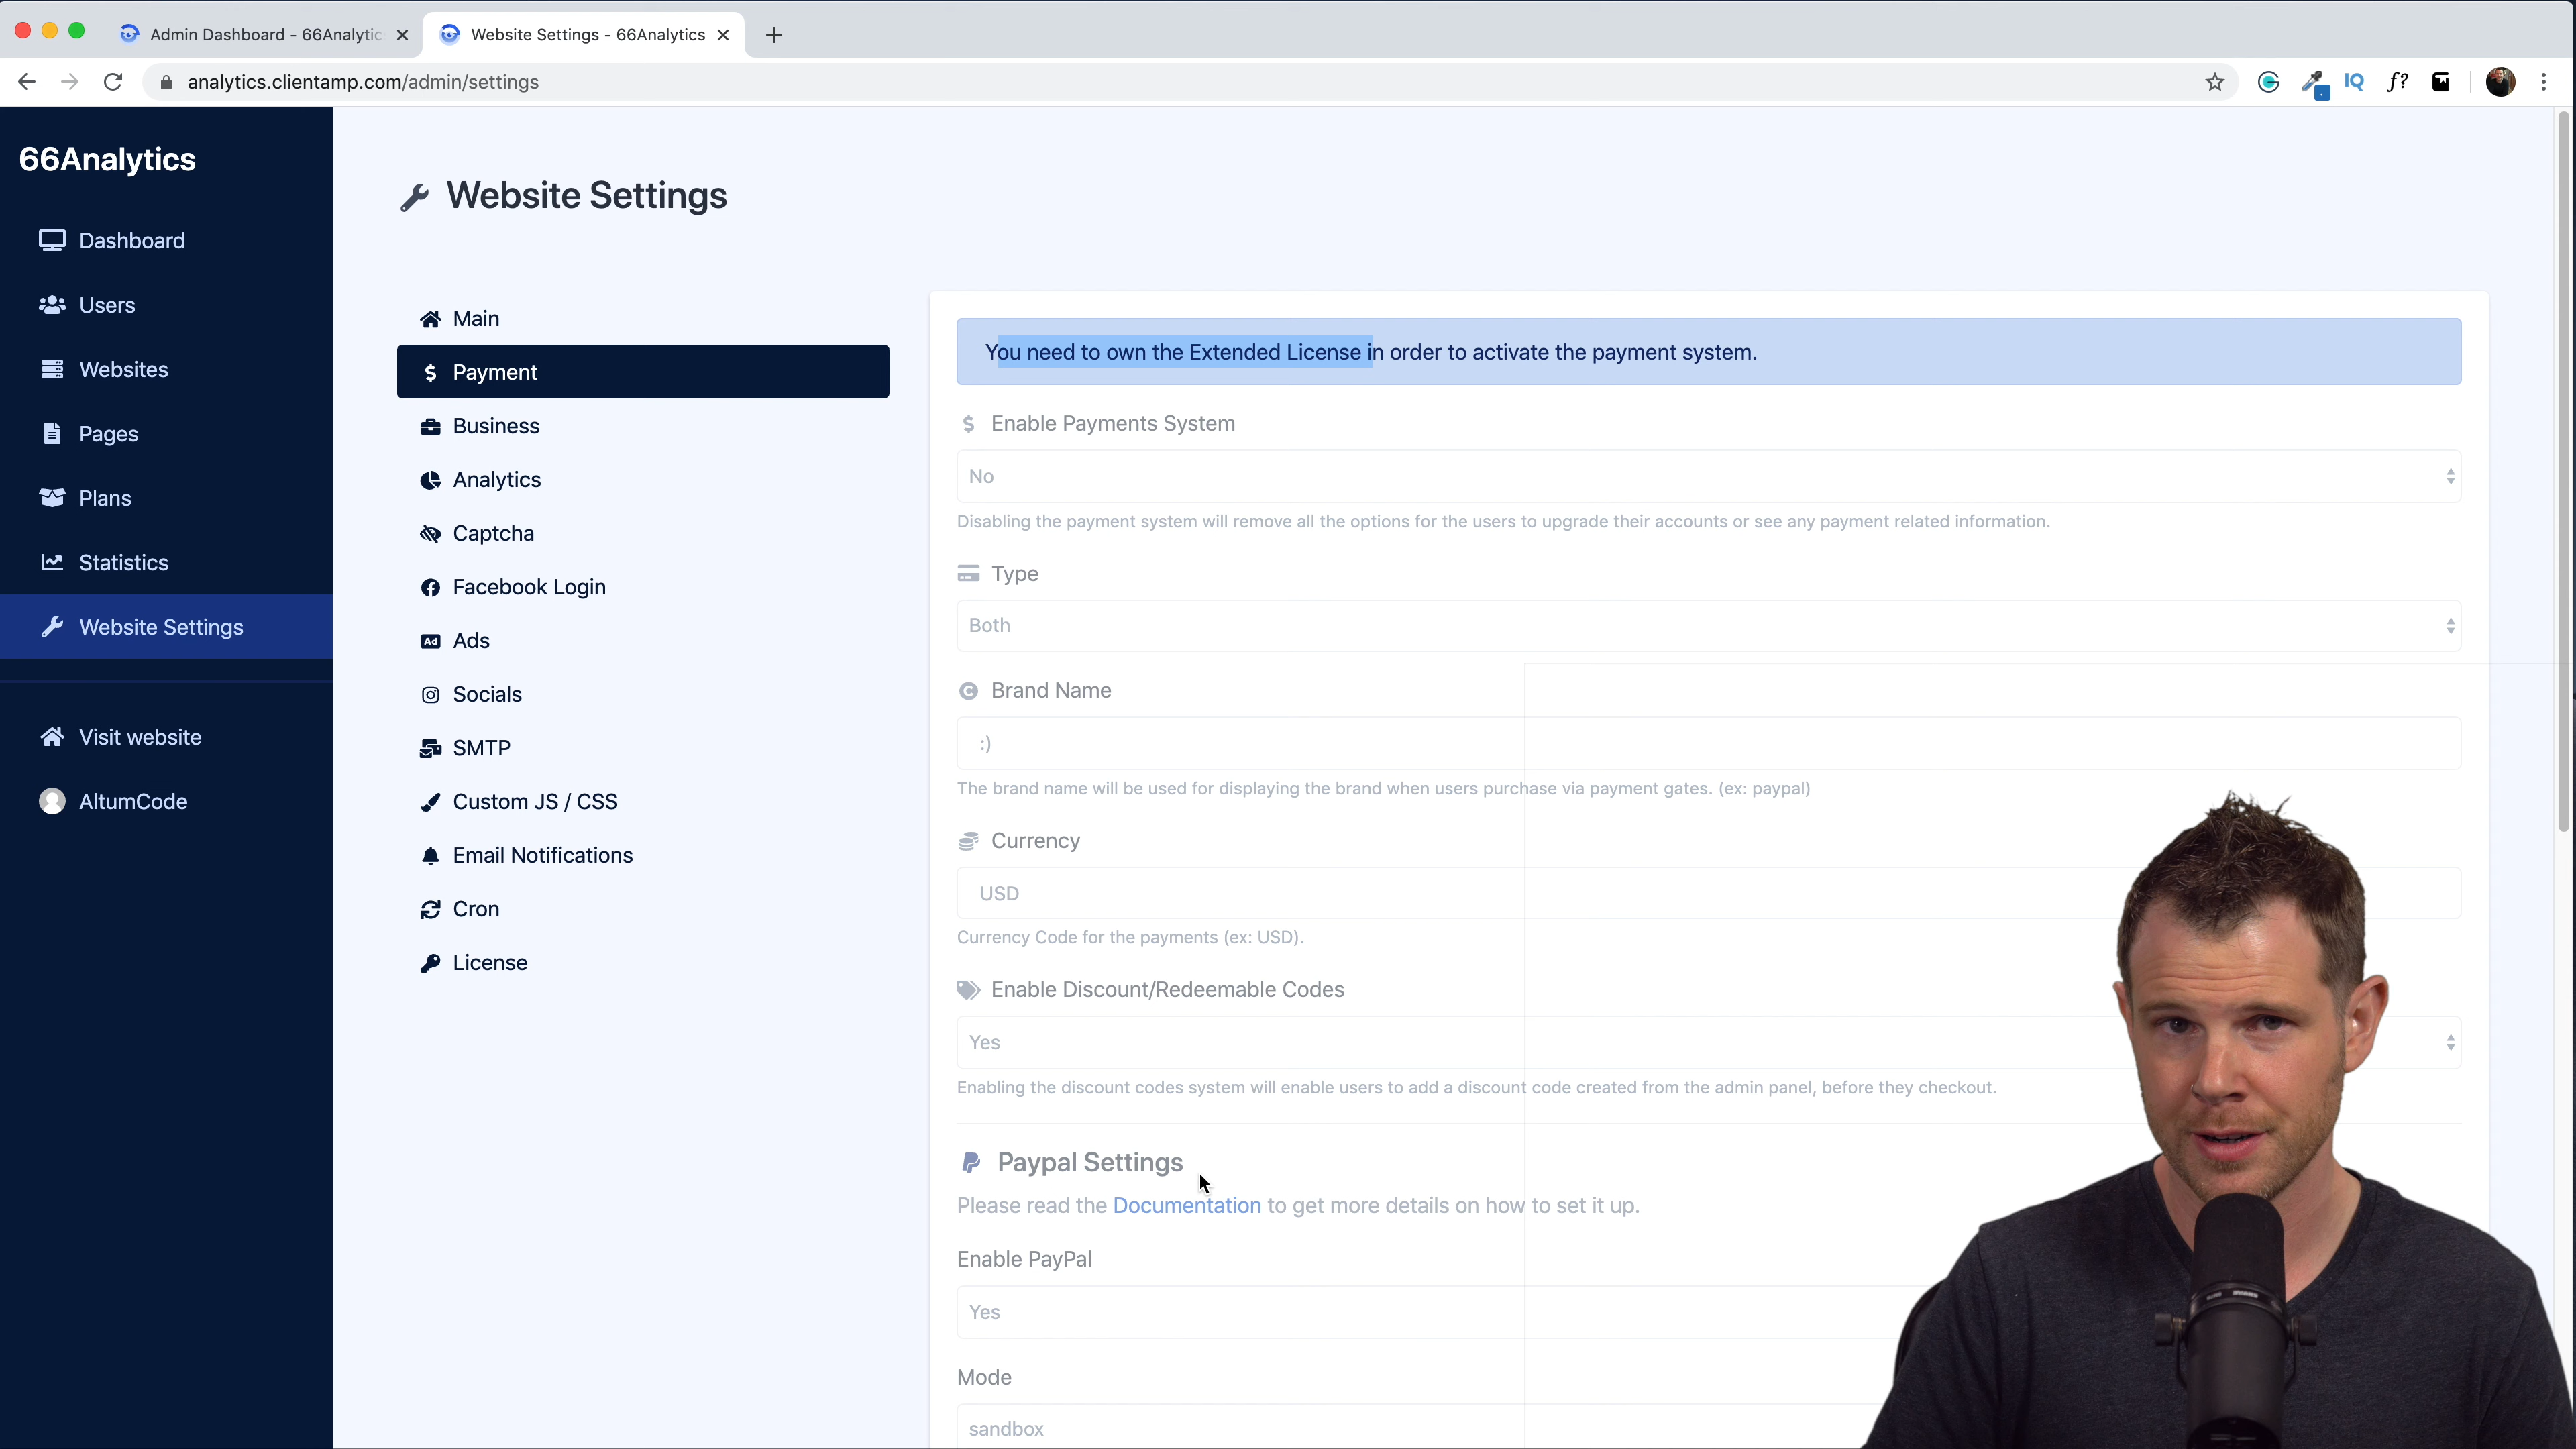 Admin Dashboard - 66Analytic
Website Settings - 66Analytics
analytics.clientamp.com/admin/settings
IQ
f?
66Analytics
Dashboard
Users
Websites
Pages
Plans
Statistics
Website Settings
Visit website
AltumCode
Website Settings
Main
Payment
Business
Analytics
Captcha
Facebook Login
Ad
Ads
Socials
SMTP
Custom JS / CSS
Email Notifications
Cron
License
You need to own the Extended License in order to activate the payment system.
$ Enable Payments System
No
Disabling the payment system will remove all the options for the users to upgrade their accounts or see any payment related information.
Type
Both
Brand Name
:)
The brand name will be used for displaying the brand when users purchase via payment gates. (ex: paypal)
Currency
USD
Currency Code for the payments (ex: USD).
Enable Discount/Redeemable Codes
Yes
Enabling the discount codes system will enable users to add a discount code created from the admin panel, before they checkout.
Paypal Settings
Please read the Documentation to get more details on how to set it up.
Enable PayPal
Yes
Mode
sandbox